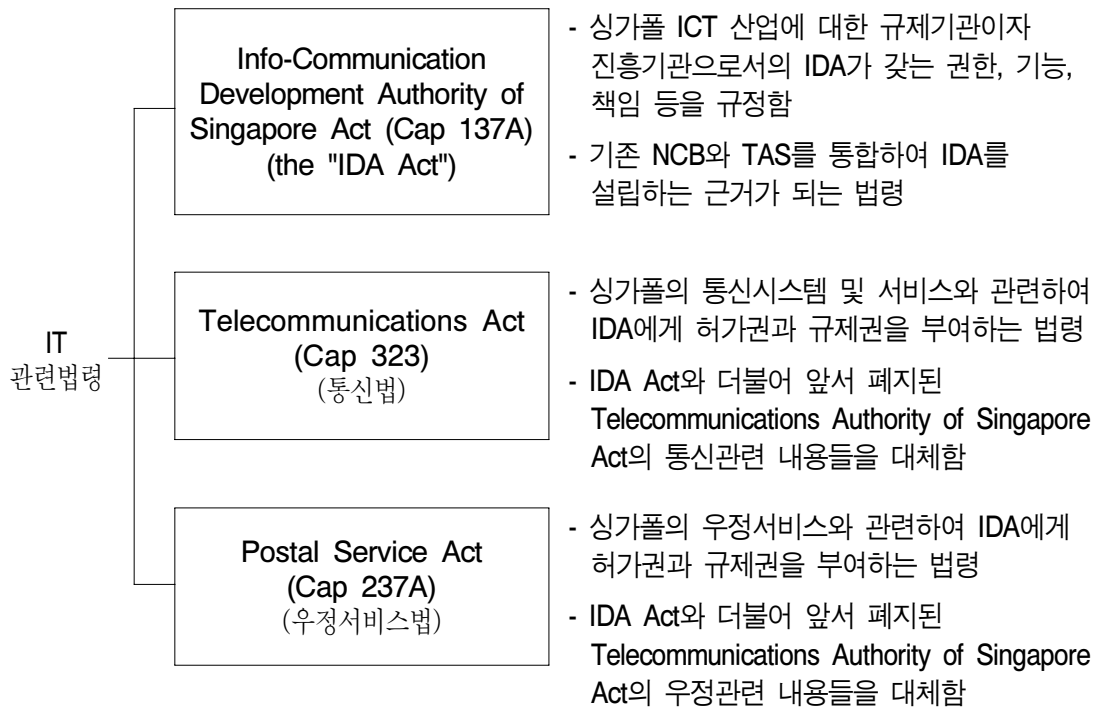 IT
관련법령
Info-Communication
Development Authority of
Singapore Act (Cap 137A)
(the "IDA Act")
- 싱가폴 ICT 산업에 대한 규제기관이자
진흥기관으로서의 IDA가 갖는 권한, 기능,
책임 등을 규정함
- 기존 NCB와 TAS를 통합하여 IDA를
설립하는 근거가 되는 법령
Telecommunications Act
(Cap 323)
(통신법)
- 싱가폴의 통신시스템 및 서비스와 관련하여
IDA에게 허가권과 규제권을 부여하는 법령
- IDA Act와 더불어 앞서 폐지된
Telecommunications Authority of Singapore
Act의 통신관련 내용들을 대체함
Postal Service Act
(Cap 237A)
(우정서비스법)
- 싱가폴의 우정서비스와 관련하여 IDA에게
허가권과 규제권을 부여하는 법령
- IDA Act와 더불어 앞서 폐지된
Telecommunications Authority of Singapore
Act의 우정관련 내용들을 대체함